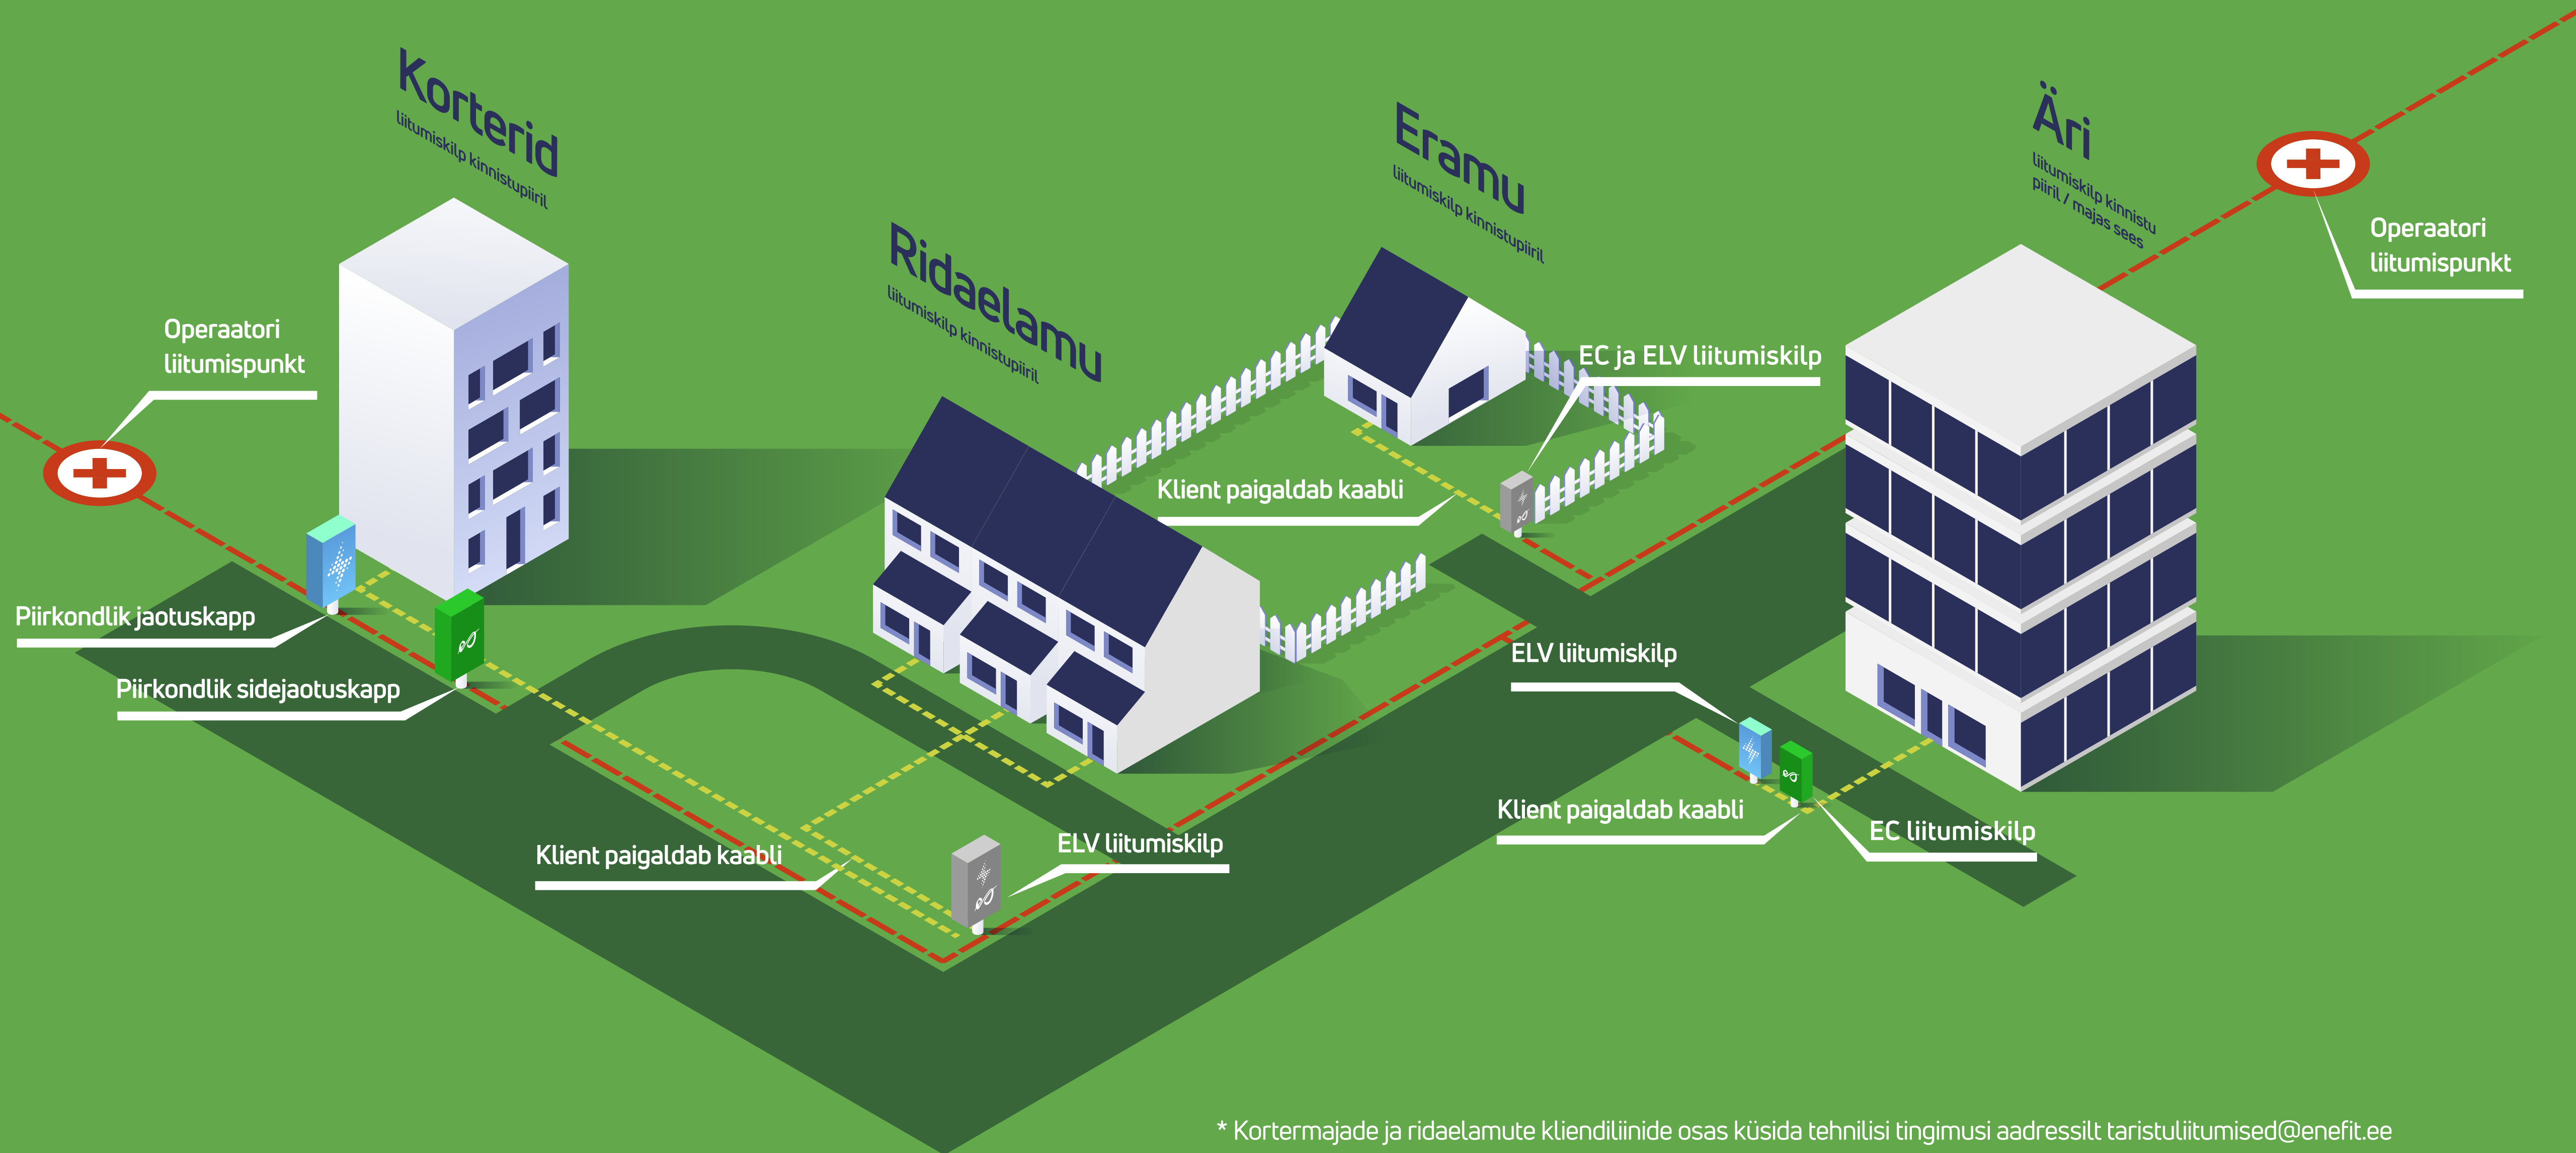 Korterid
liitumiskilp kinnistupiiril
Operaatori
liitumispunkt
Piirkondlik jaotuskapp
Piirkondlik sidejaotuskapp
Ridaelamu
liitumiskilp kinnistupiiril
Klient paigaldab kaabli
ELV liitumiskilp
Eramu
liitumiskilp kinnistupiiril
EC ja ELV liitumiskilp
Klient paigaldab kaabli
Äri
liitumiskilp kinnistu
piiril / majas sees
Operaatori
liitumispunkt
ELV liitumiskilp
Klient paigaldab kaabli
EC liitumiskilp
* Kortermajade ja ridaelamute kliendiliinide osas küsida tehnilisi tingimusi aadressilt taristuliitumised@enefit.ee